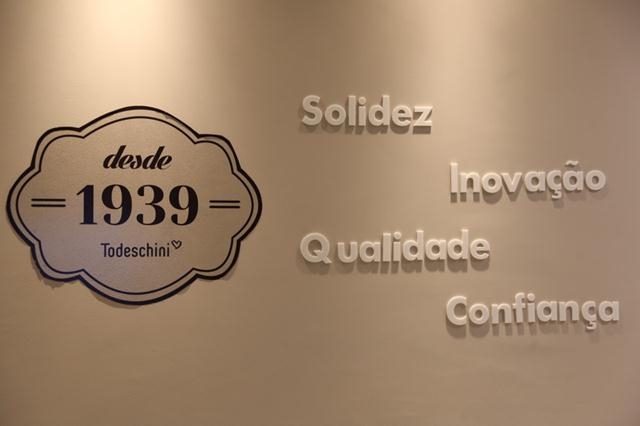 desde
1939
Todeschini
Solidez
Inovação
Qualidade
Confiança